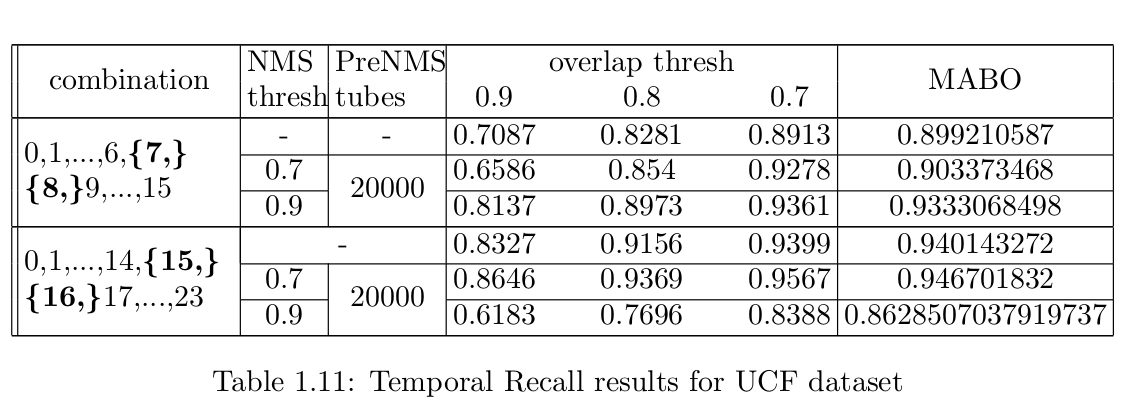 combination NMS thresh PreNMS tubes overlap thresh MABO
0.9 0.8 0.7
0,1,...,6,{7,} {8,}9,...,15
- - 0.7087 0.8281 0.8913 0.899210587
0.7 20000 0.6586 0.854 0.9278 0.903373468
0.9 0.8137 0.8973 0.9361 0.9333068498
0,1,...,14,{15,} {16,}17,...,23
- 0.8327 0.9156 0.9399 0.940143272
0.7 20000 0.8646 0.9369 0.9567 0.946701832
0.9 0.6183 0.7696 0.8388 0.8628507037919737
Table 1.11: Temporal Recall results for UCF dataset